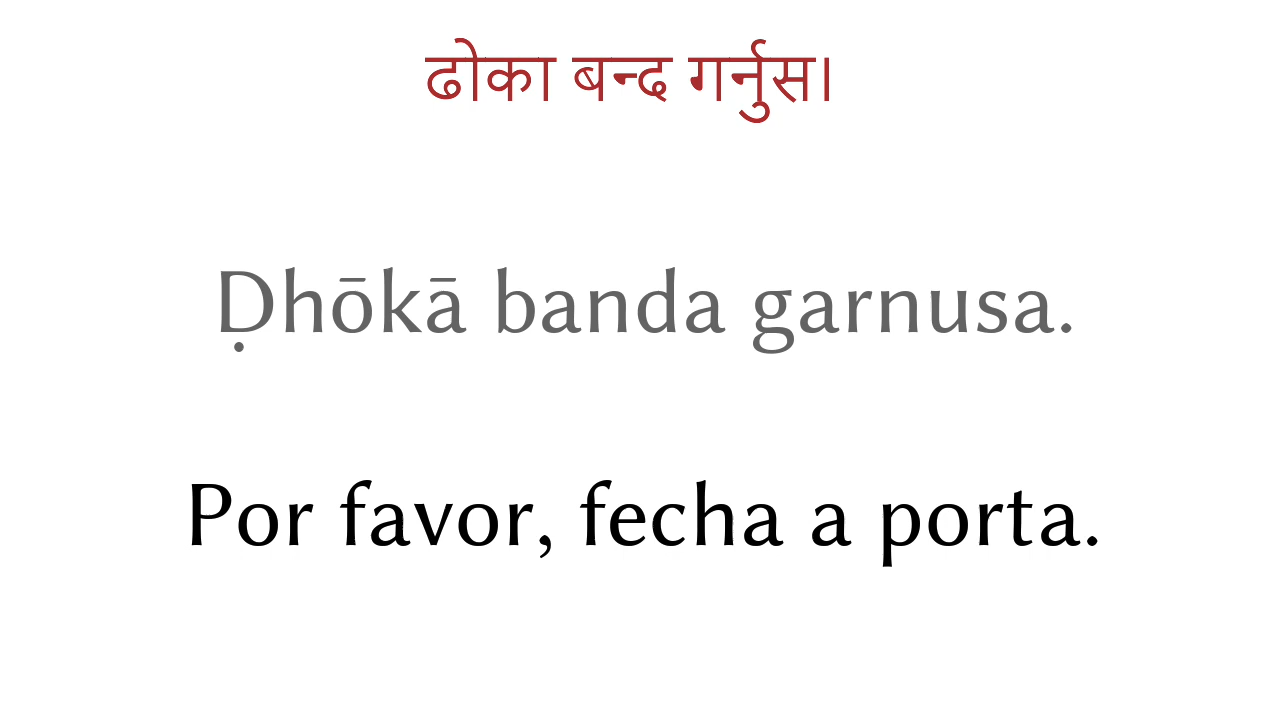 ढोका बन्द गर्नुस।
Ḍhōkā banda garnusa.
Por favor, fecha a porta.